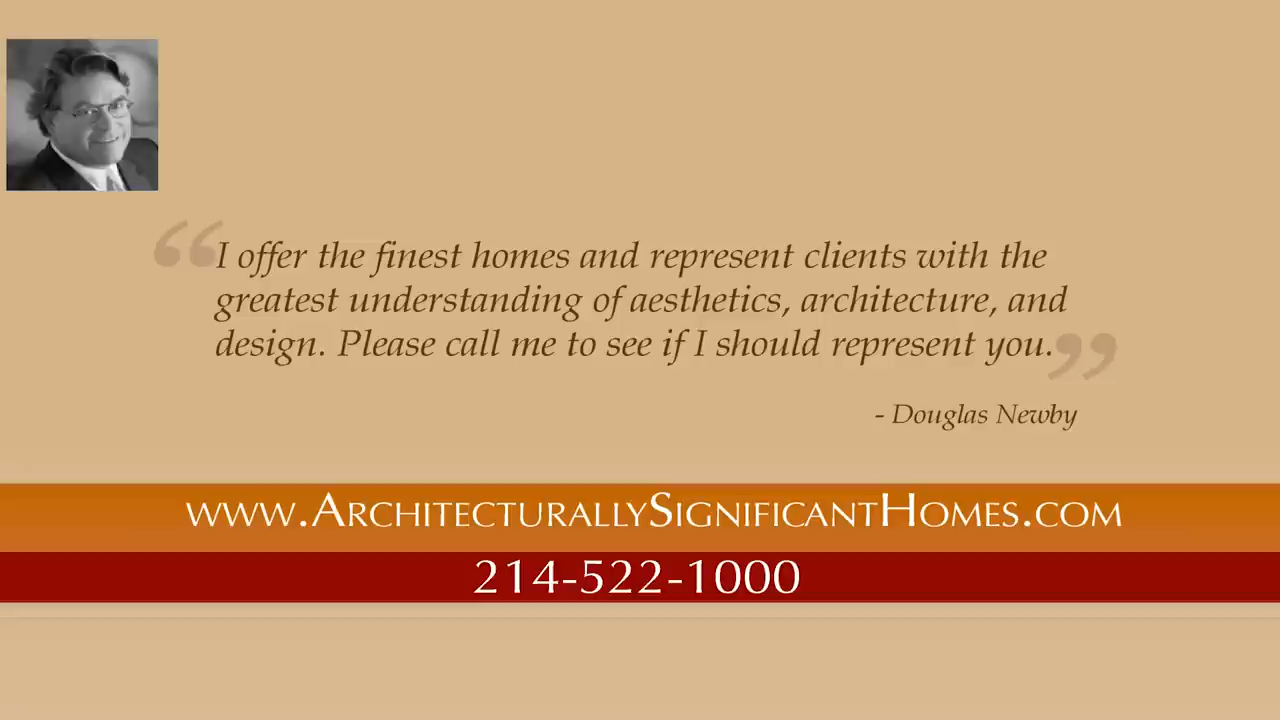 “I offer the finest homes and represent clients with the
greatest understanding of aesthetics, architecture, and
design. Please call me to see if I should represent you.”
- Douglas Newby
www.ArchitecturallySignificantHomes.com
214-522-1000